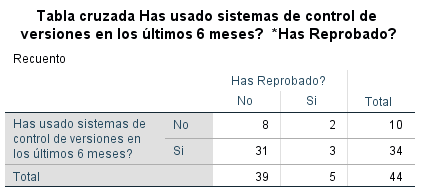 Tabla cruzada Has usado sistemas de control de
versiones en los últimos 6 meses?  *Has Reprobado?
Recuento
Has Reprobado?
No Si Total
Has usado sistemas de No 8 2 10
control de versiones en
los últimos 6 meses? Si 31 3 34
Total 39 5 44